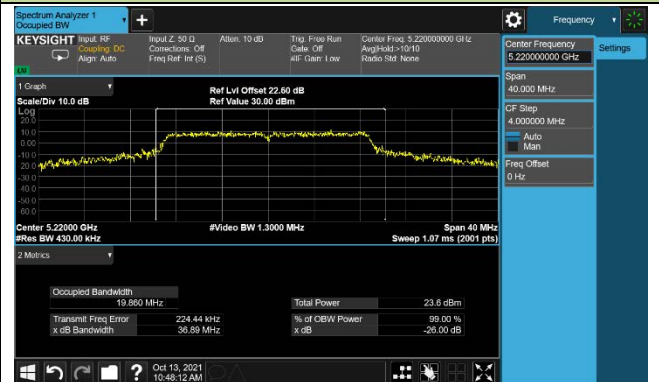 Spectrum Analyzer 1
Occupied BW
Frequency
KEYSIGHT
Input: RF
Coupling: DC
Align: Auto
Input Z: 50 Ω
Corrections: Off
Freq Ref: Int (S)
Atten: 10 dB
Trig: Free Run
Gate: Off
#IF Gain: Low
Center Freq: 5.220000000 GHz
Avg|Hold:>10/10
Radio Std: None
Center Frequency
5.220000000 GHz
Settings
Span
40.000 MHz
CF Step
4.000000 MHz
Auto
Man
Freq Offset
0 Hz
1 Graph
Scale/Div 10.0 dB
Ref Lvl Offset 22.60 dB
Ref Value 30.00 dBm
Log
20.0
10.0
0.00
-10.0
-20.0
-30.0
-40.0
-50.0
-60.0
Center 5.22000 GHz
#Res BW 430.00 kHz
#Video BW 1.3000 MHz
Span 40 MHz
Sweep 1.07 ms (2001 pts)
2 Metrics
Occupied Bandwidth
19.860 MHz
Total Power 23.6 dBm
Transmit Freq Error 224.44 kHz
% of OBW Power 99.00 %
x dB Bandwidth 36.89 MHz
x dB -26.00 dB
Oct 13, 2021
10:48:12 AM